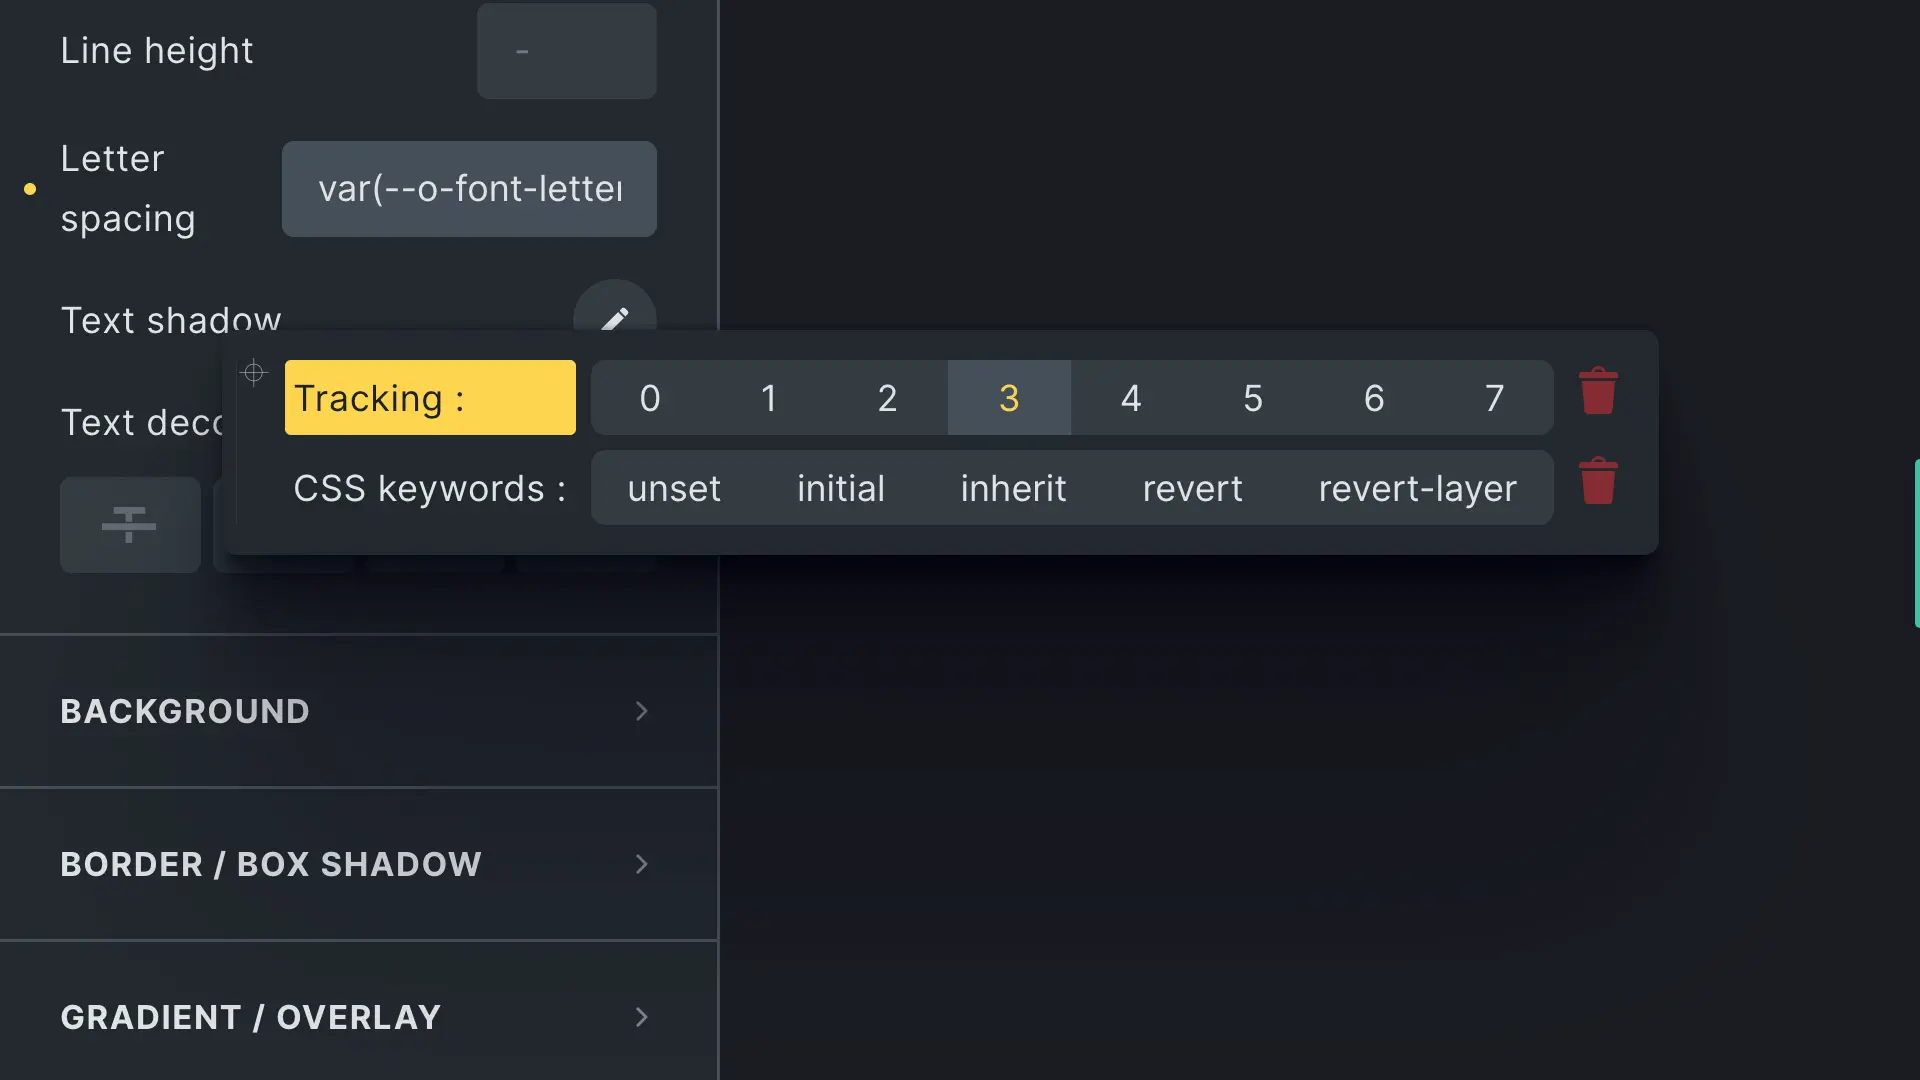 Line height
-
Letter
spacing
var(--o-font-letter
Text shadow
Tracking : 0 1 2 3 4 5 6 7
Text deco
CSS keywords : unset initial inherit revert revert-layer
BACKGROUND
BORDER / BOX SHADOW
GRADIENT / OVERLAY